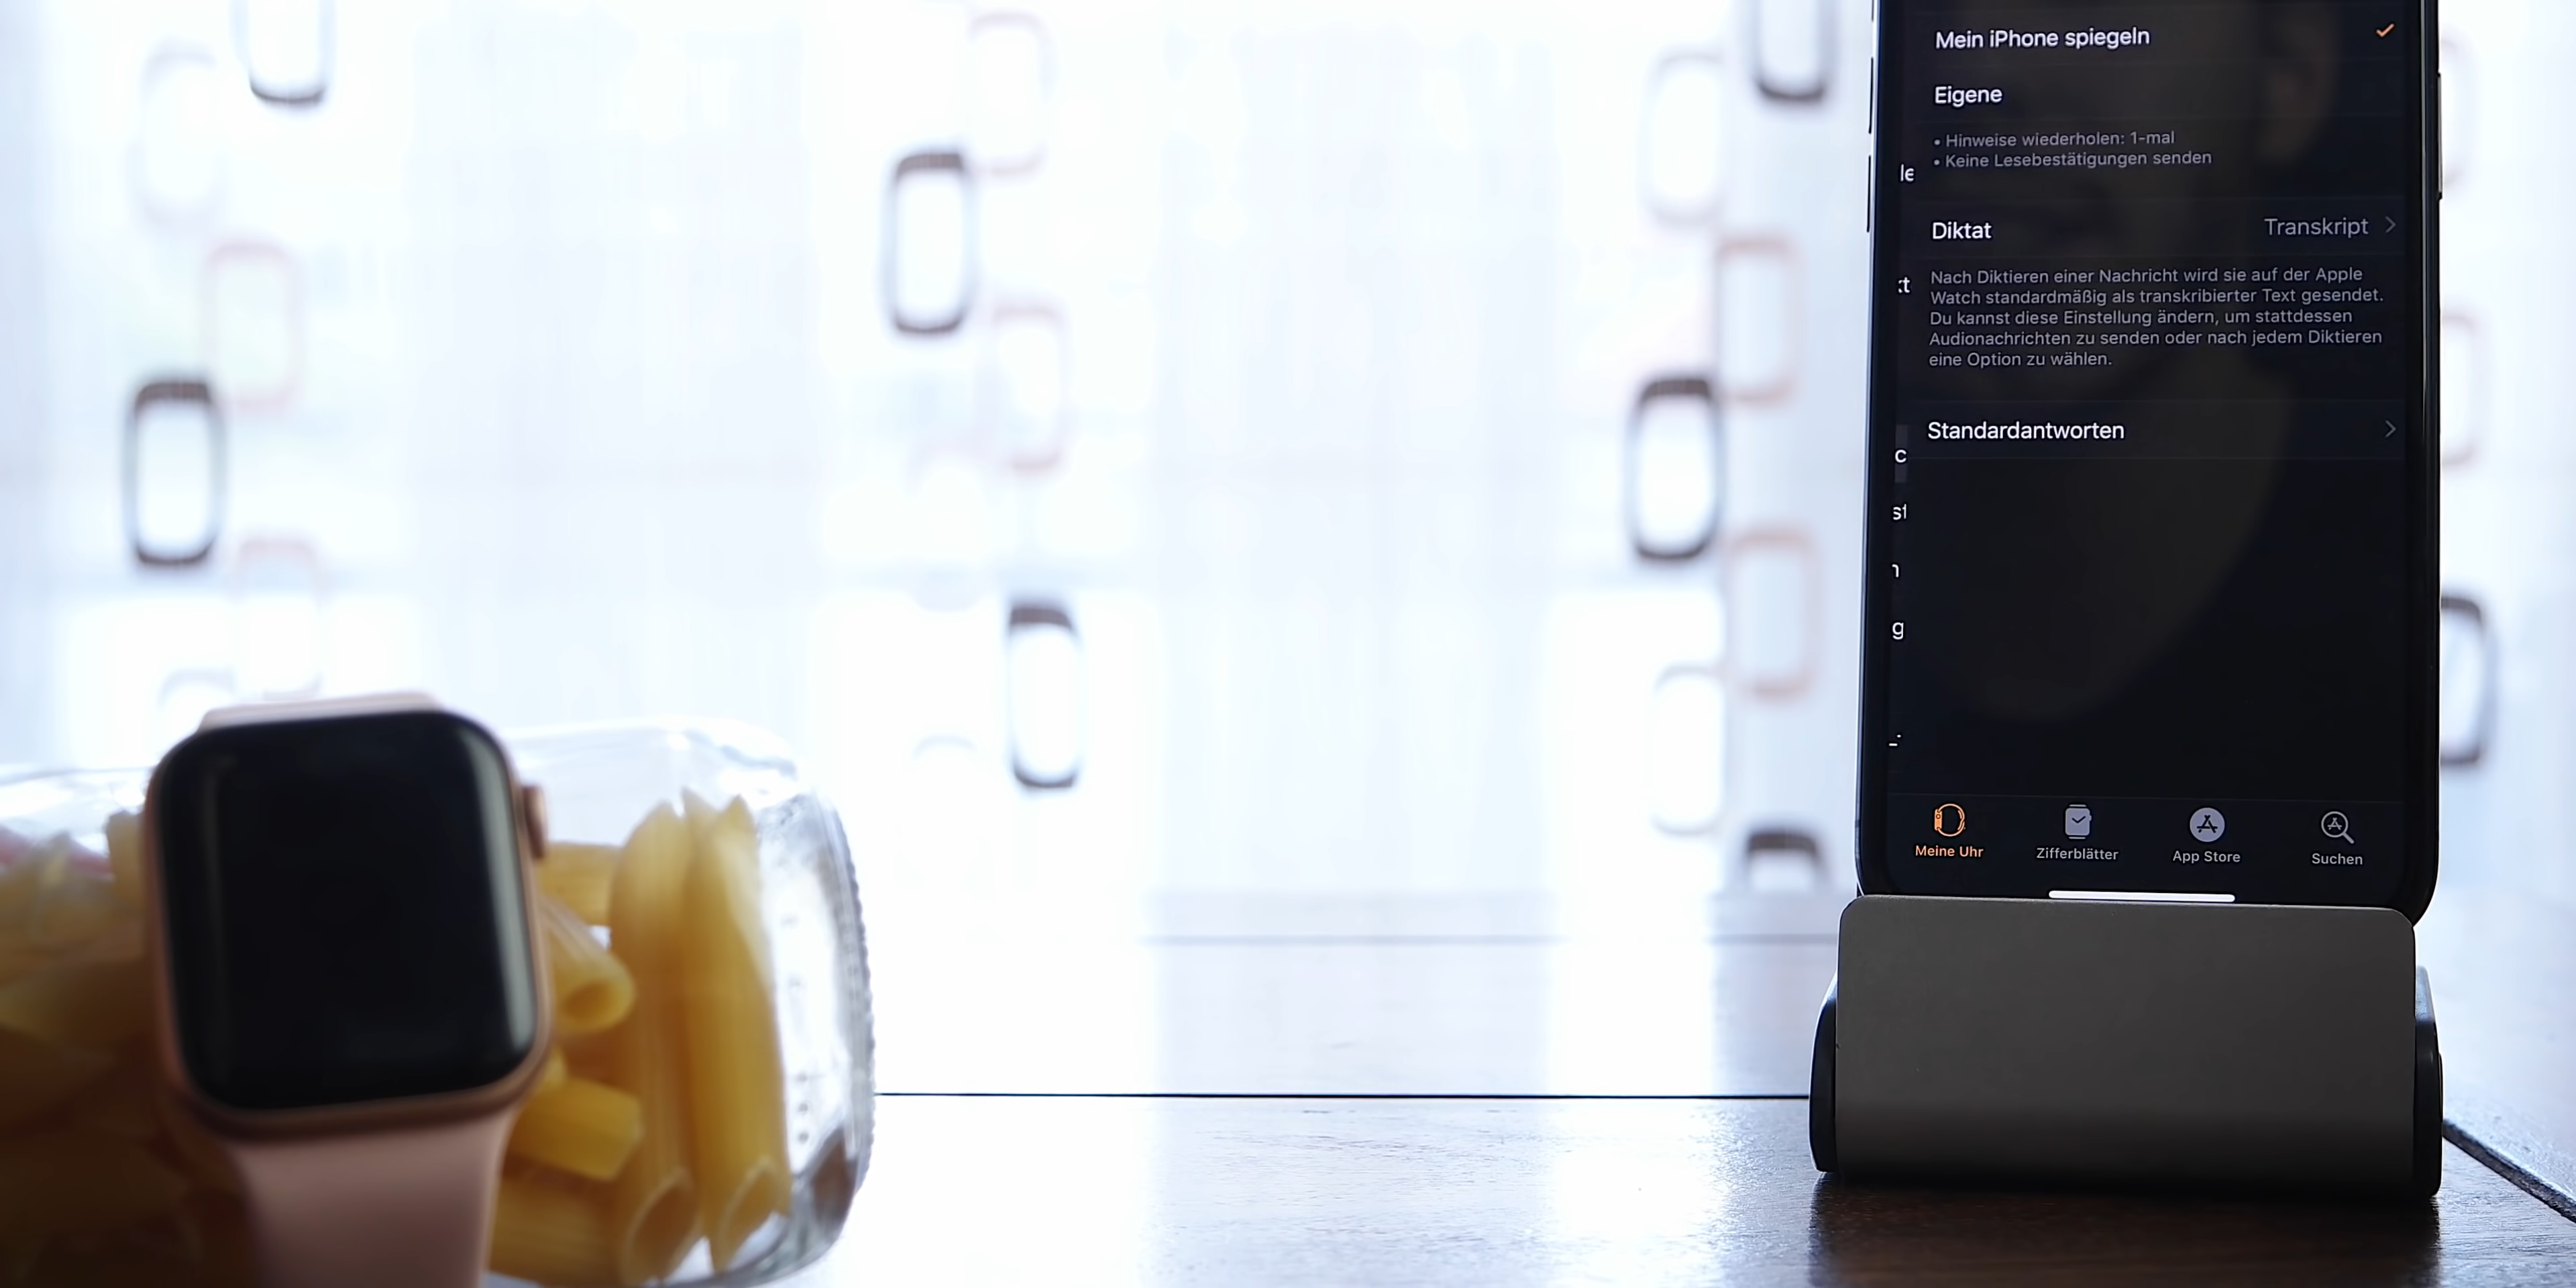 Mein iPhone spiegeln
Eigene
• Hinweise wiederholen: 1-mal
• Keine Lesebestätigungen senden
le
Diktat Transkript
Nach Diktieren einer Nachricht wird sie auf der Apple
Watch standardmäßig als transkribierter Text gesendet.
Du kannst diese Einstellung ändern, um stattdessen
Audionachrichten zu senden oder nach jedem Diktieren
eine Option zu wählen.
Standardantworten
c
st
n
g
Meine Uhr Zifferblätter App Store Suchen